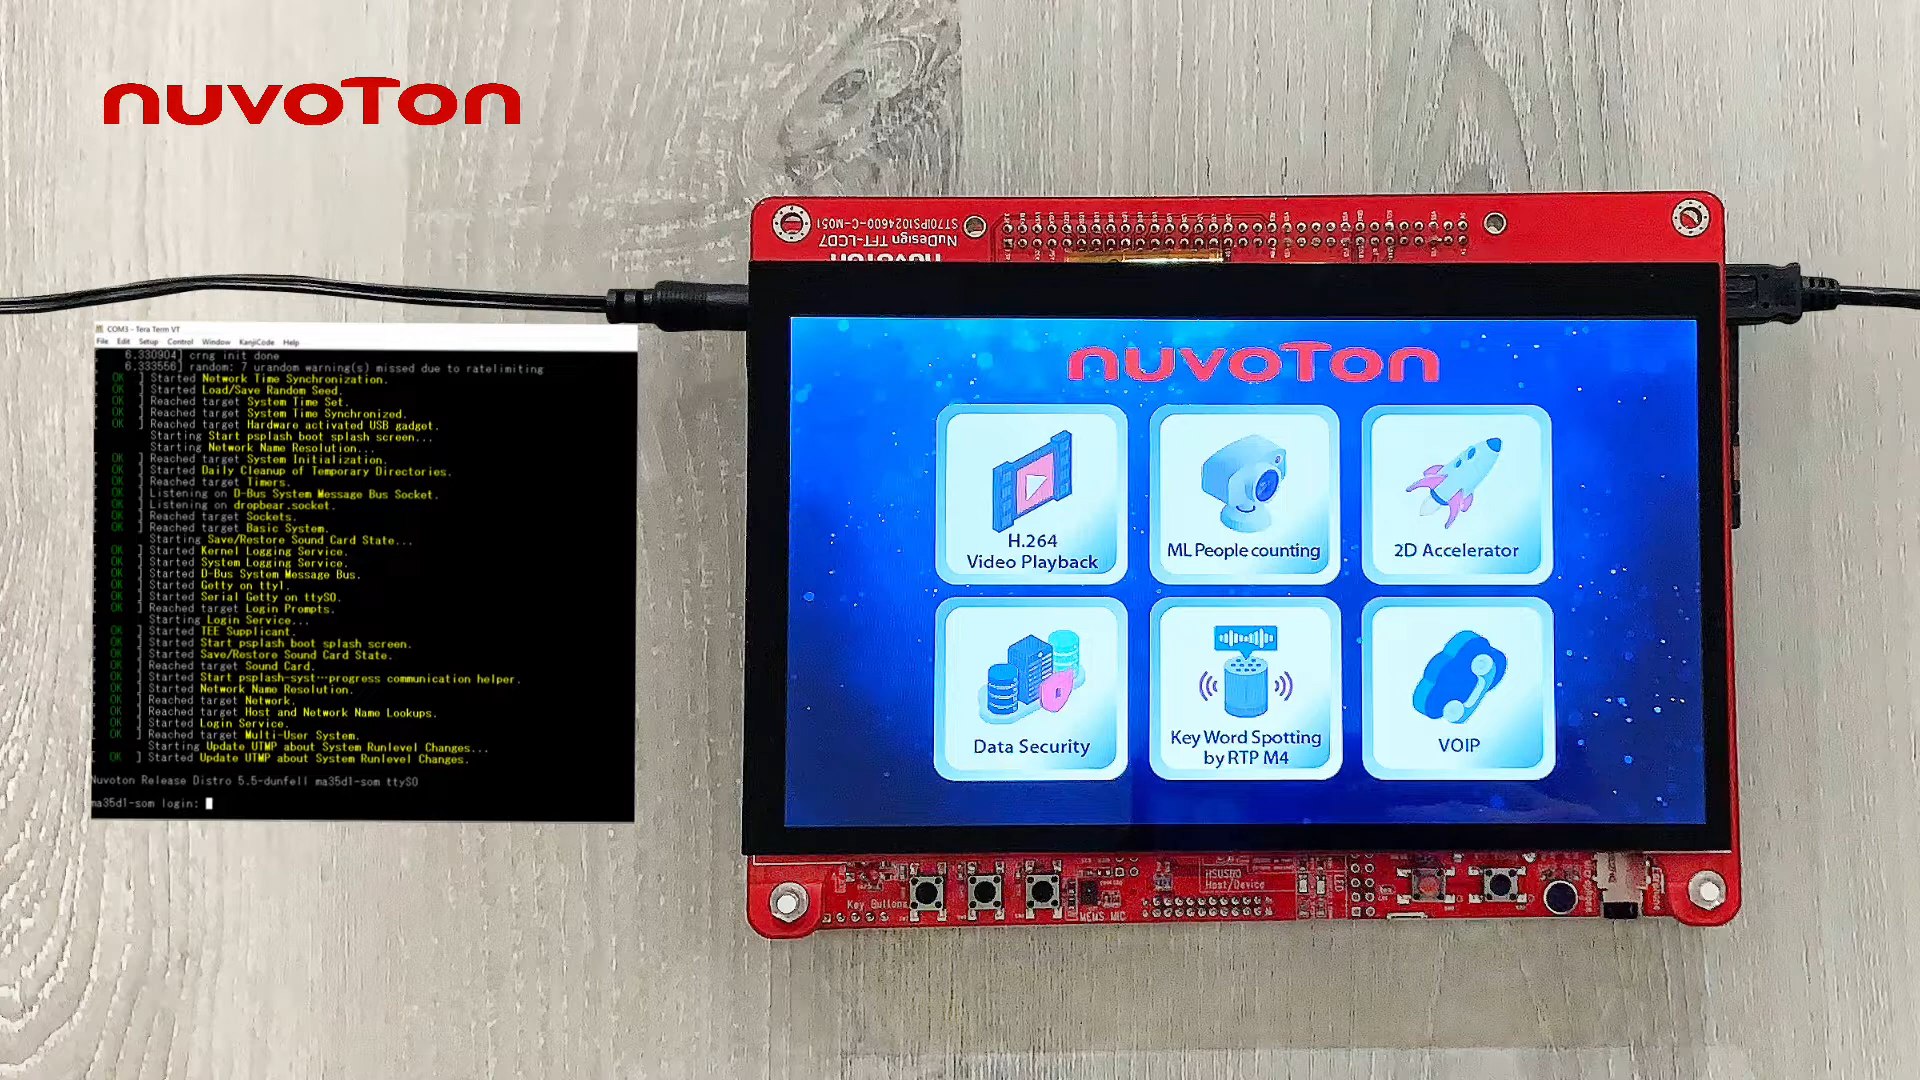 nuvoTon
COM3 - Tera Term VT
File Edit Setup Control Window KanjiCode Help
6.330904] crng init done
6.333556] random: 7 urandom warning(s) missed due to ratelimiting
OK ] Started Network Time Synchronization.
OK ] Started Load/Save Random Seed.
OK ] Reached target System Time Set.
OK ] Reached target System Time Synchronized.
OK ] Reached target Hardware activated USB gadget.
Starting Start psplash boot splash screen...
Starting Network Name Resolution...
[ OK ] Reached target System Initialization.
OK ] Started Daily Cleanup of Temporary Directories.
OK ] Reached target Timers.
OK ] Listening on D-Bus System Message Bus Socket.
OK ] Listening on dropbear.socket.
OK ] Reached target Sockets.
OK ] Reached target Basic System.
Starting Save/Restore Sound Card State...
OK ] Started Kernel Logging Service.
OK ] Started System Logging Service.
OK ] Started D-Bus System Message Bus.
OK ] Started Getty on tty1.
OK ] Started Serial Getty on ttyS0.
OK ] Reached target Login Prompts.
Starting Login Service...
OK ] Started TEE Supplicant.
OK ] Started Start psplash boot splash screen.
OK ] Started Save/Restore Sound Card State.
OK ] Reached target Sound Card.
OK ] Started Start psplash-syst…progress communication helper.
OK ] Started Network Name Resolution.
OK ] Reached target Network.
OK ] Reached target Host and Network Name Lookups.
OK ] Started Login Service.
OK ] Reached target Multi-User System.
Starting Update UTMP about System Runlevel Changes...
[ OK ] Started Update UTMP about System Runlevel Changes.
Nuvoton Release Distro 5.5-dunfell ma35d1-som ttyS0
ma35d1-som login:
ST70IPS1024600-C-M051
NuDesign TFT-LCD7
nuvoTon
nuvoTon
H.264
Video Playback
ML People counting
2D Accelerator
Data Security
Key Word Spotting
by RTP M4
VOIP
Key Buttons
MEMS MIC
HSUSB0
Host/Device
LED